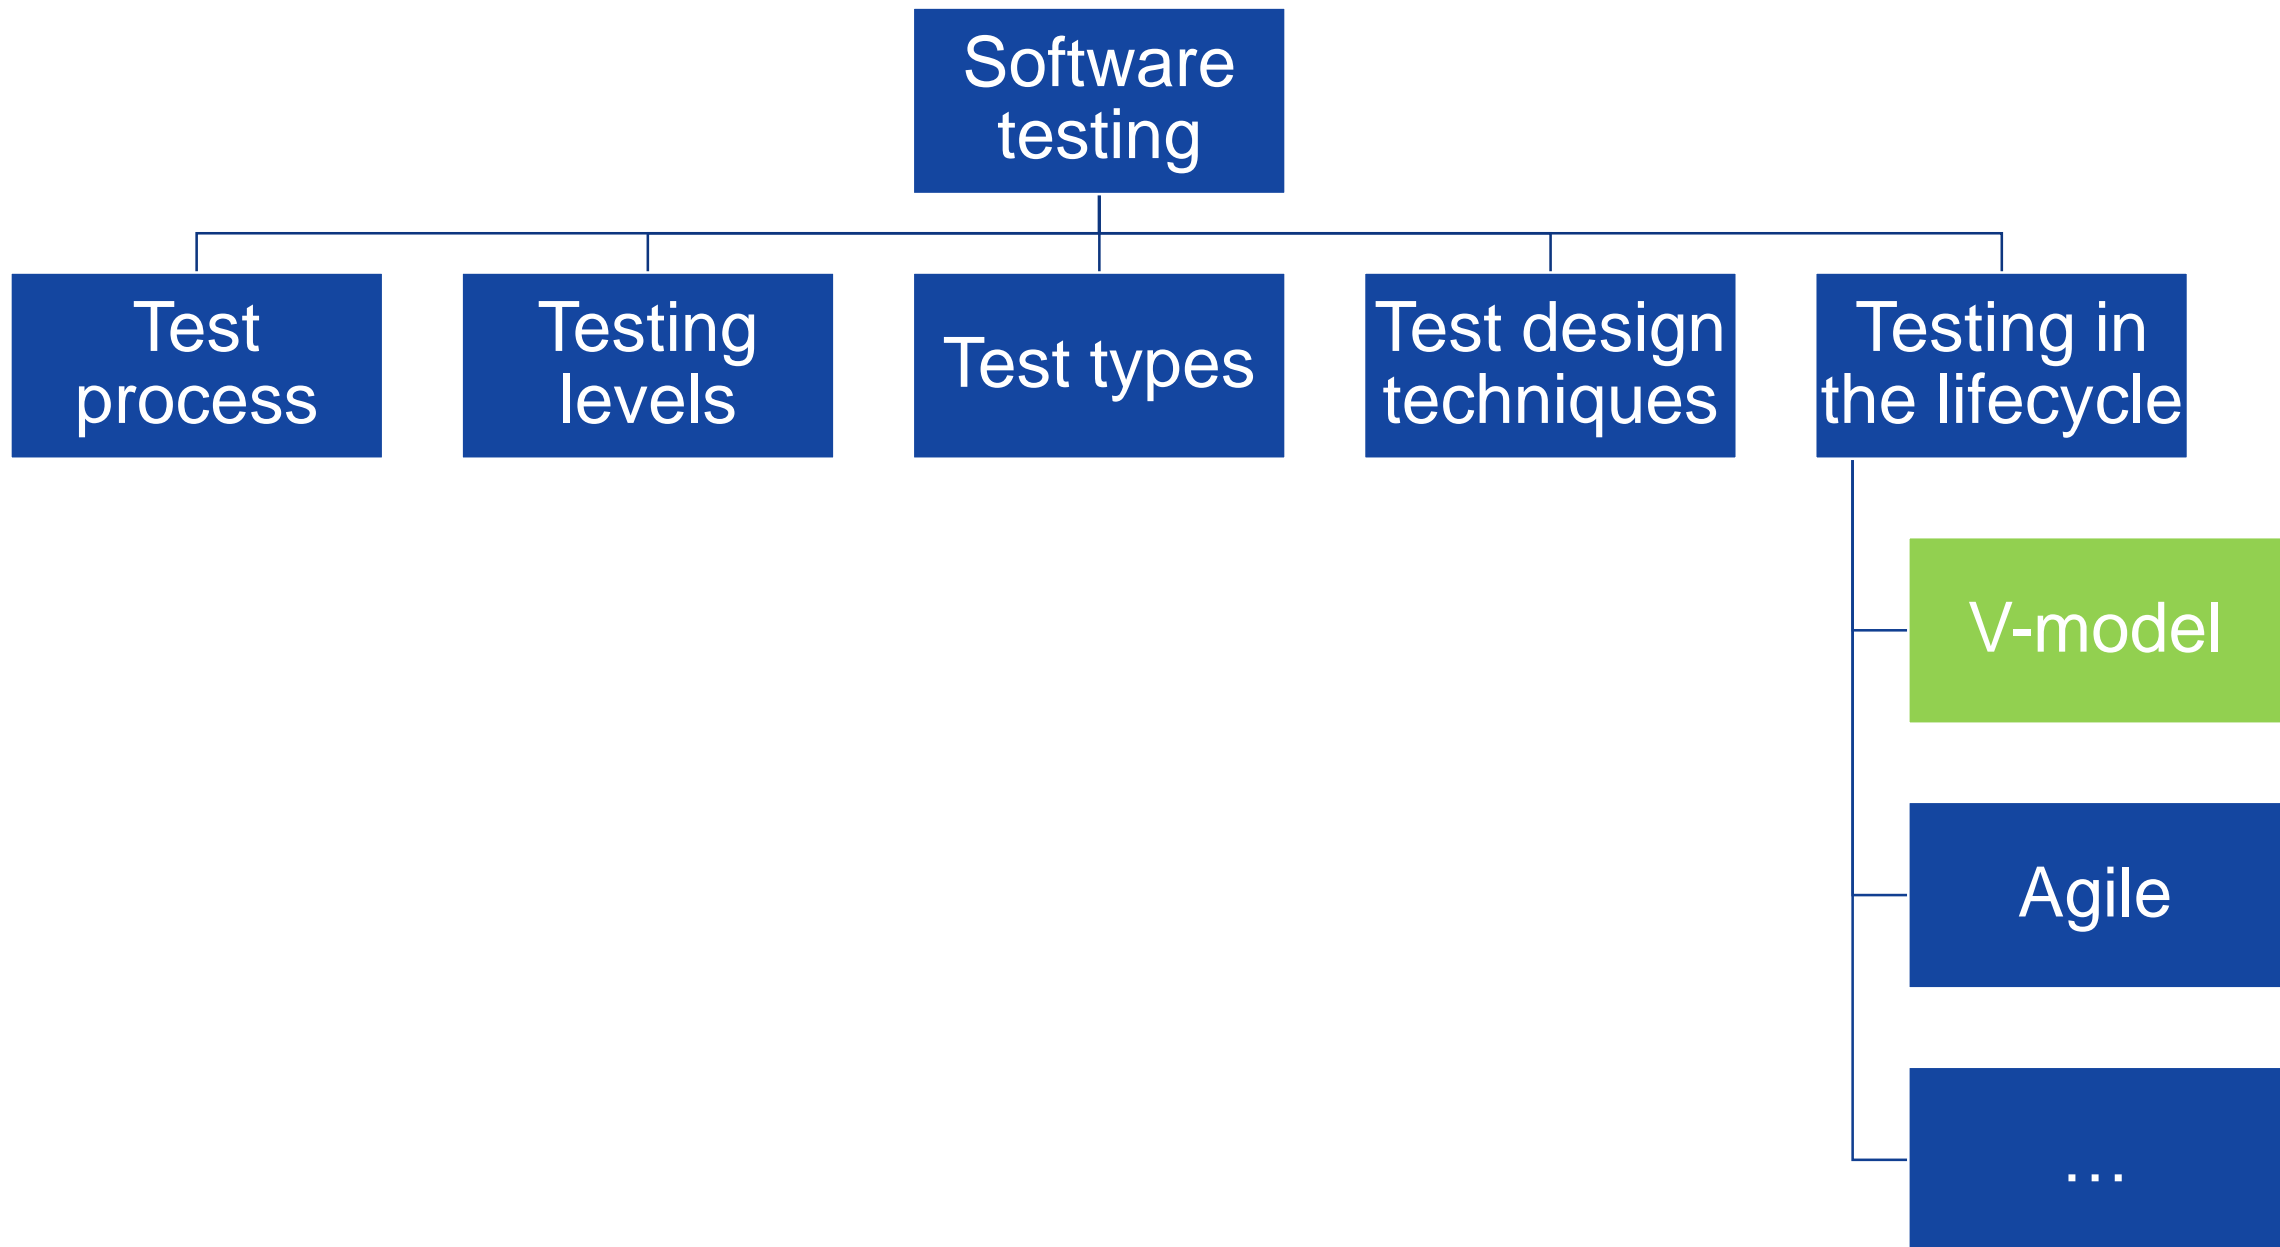 Software
testing
Test
process
Testing
levels
Test types
Test design
techniques
Testing in
the lifecycle
V-model
Agile
…